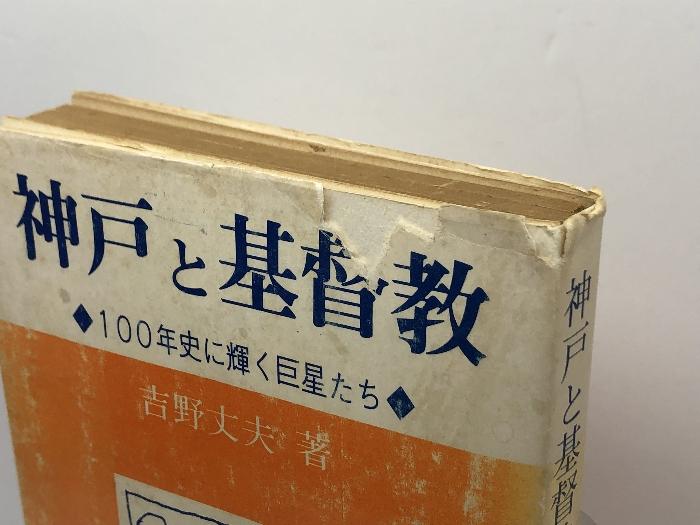 神戸と基督教
◆100年史に輝く巨星たち◆
吉野丈夫 著
神戸と基督